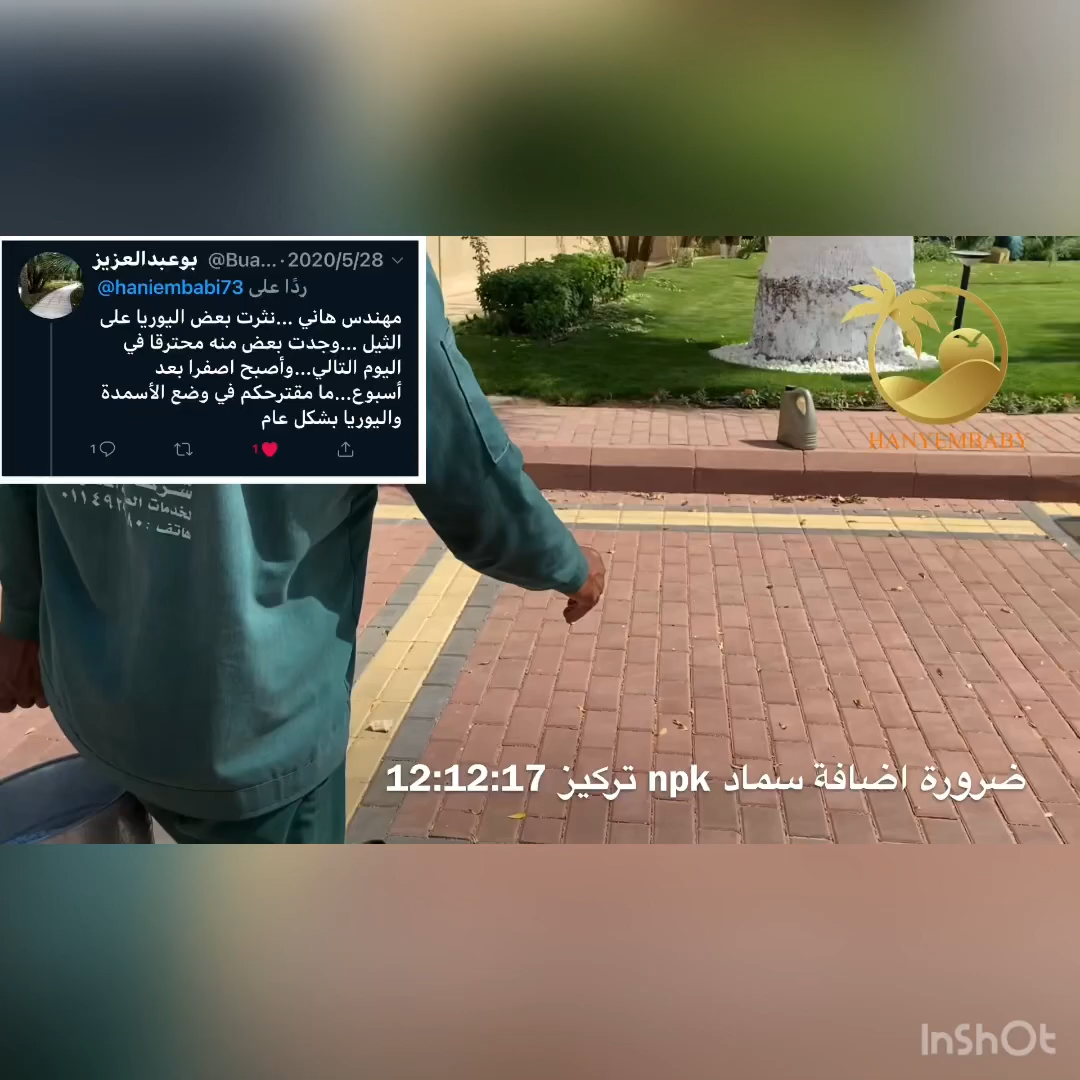 بوعبدالعزيز @Bua... · 2020/5/28
ردًا على @haniembabi73
مهندس هاني ...نثرت بعض اليوريا على
الثيل ...وجدت بعض منه محترقا في
اليوم التالي...وأصبح اصفرا بعد
أسبوع...ما مقترحكم في وضع الأسمدة
واليوريا بشكل عام
1
1
HANYEMBABY
لخدمات
هاتف :
ضرورة اضافة سماد npk تركيز 12:12:17
InShOt